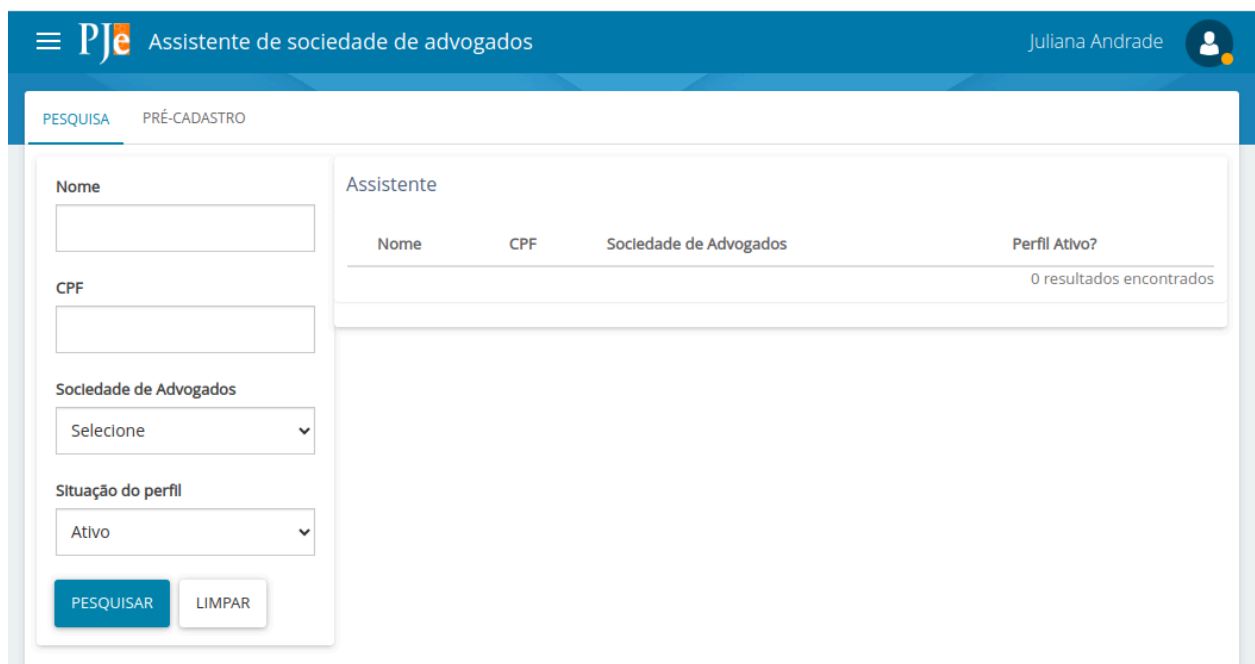 PJe Assistente de sociedade de advogados Juliana Andrade
PESQUISA PRÉ-CADASTRO
Nome
CPF
Sociedade de Advogados
Selecione
Situação do perfil
Ativo
PESQUISAR LIMPAR
Assistente
Nome CPF Sociedade de Advogados Perfil Ativo?
0 resultados encontrados